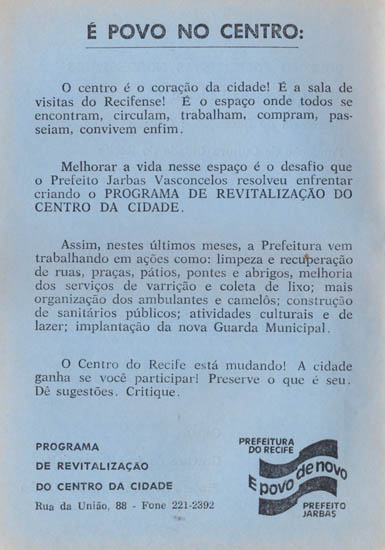 É POVO NO CENTRO:
O centro é o coração da cidade! É a sala de
visitas do Recifense! É o espaço onde todos se
encontram, circulam, trabalham, compram, pas-
seiam, convivem enfim.
Melhorar a vida nesse espaço é o desafio que
o Prefeito Jarbas Vasconcelos resolveu enfrentar
criando o PROGRAMA DE REVITALIZAÇÃO DO
CENTRO DA CIDADE.
Assim, nestes últimos meses, a Prefeitura vem
trabalhando em ações como: limpeza e recuperação
de ruas, praças, pátios, pontes e abrigos, melhoria
dos serviços de varrição e coleta de lixo; mais
organização dos ambulantes e camelôs; construção
de sanitários públicos; atividades culturais e de
lazer; implantação da nova Guarda Municipal.
O Centro do Recife está mudando! A cidade
ganha se você participar! Preserve o que é seu.
Dê sugestões. Critique.
PROGRAMA
DE REVITALIZAÇÃO
DO CENTRO DA CIDADE
Rua da União, 88 - Fone 221-2392
PREFEITURA
DO RECIFE
É povo de novo
PREFEITO
JARBAS